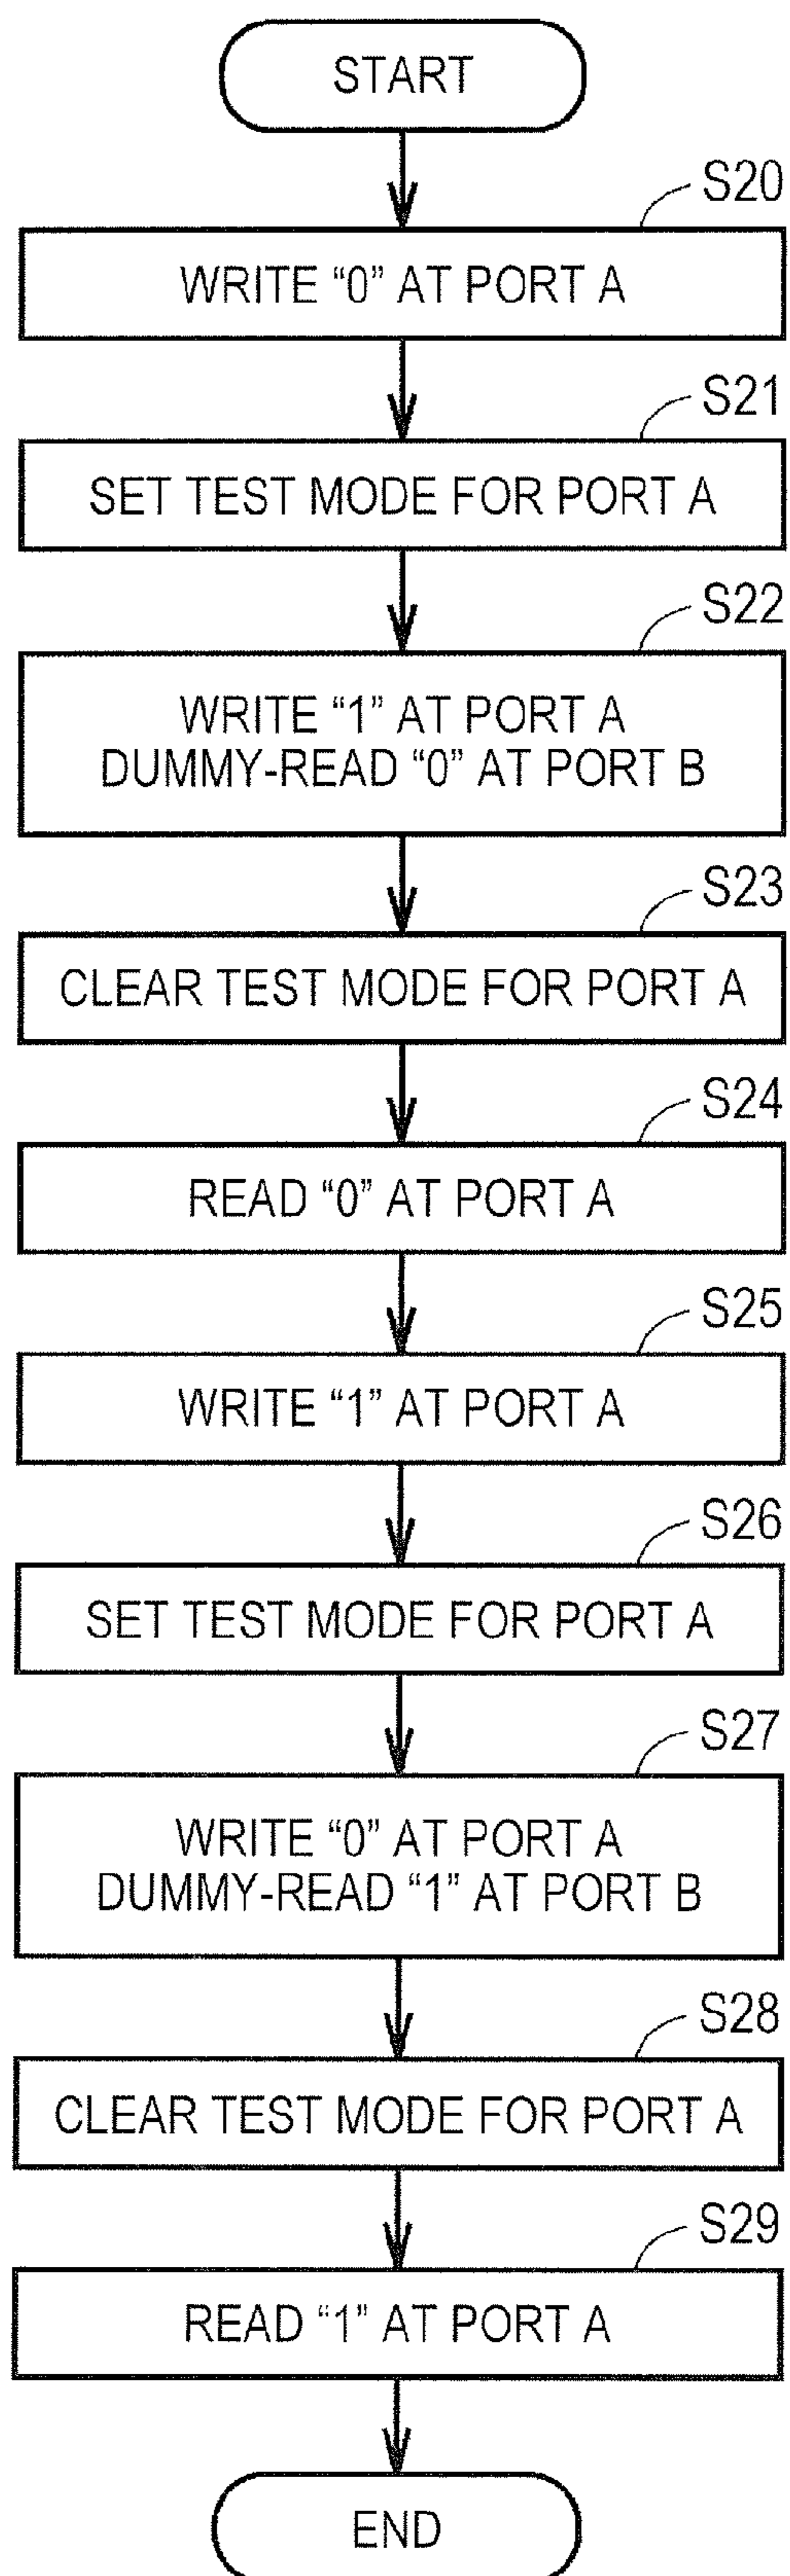 START
S20
WRITE “0” AT PORT A
S21
SET TEST MODE FOR PORT A
S22
WRITE “1” AT PORT A
DUMMY-READ “0” AT PORT B
S23
CLEAR TEST MODE FOR PORT A
S24
READ “0” AT PORT A
S25
WRITE “1” AT PORT A
S26
SET TEST MODE FOR PORT A
S27
WRITE “0” AT PORT A
DUMMY-READ “1” AT PORT B
S28
CLEAR TEST MODE FOR PORT A
S29
READ “1” AT PORT A
END